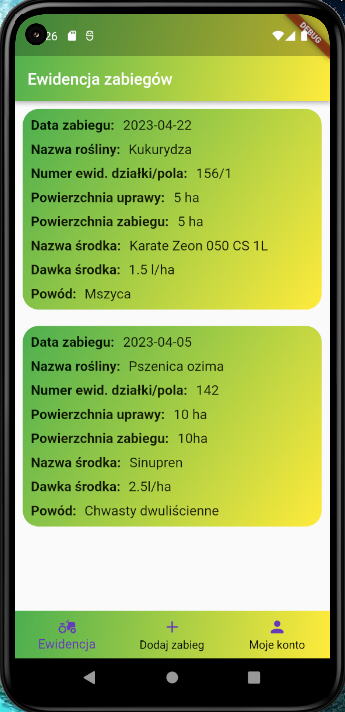 26
DEBUG
Ewidencja zabiegów
Data zabiegu: 2023-04-22
Nazwa rośliny: Kukurydza
Numer ewid. działki/pola: 156/1
Powierzchnia uprawy: 5 ha
Powierzchnia zabiegu: 5 ha
Nazwa środka: Karate Zeon 050 CS 1L
Dawka środka: 1.5 l/ha
Powód: Mszyca
Data zabiegu: 2023-04-05
Nazwa rośliny: Pszenica ozima
Numer ewid. działki/pola: 142
Powierzchnia uprawy: 10 ha
Powierzchnia zabiegu: 10ha
Nazwa środka: Sinupren
Dawka środka: 2.5l/ha
Powód: Chwasty dwuliścienne
Ewidencja Dodaj zabieg Moje konto